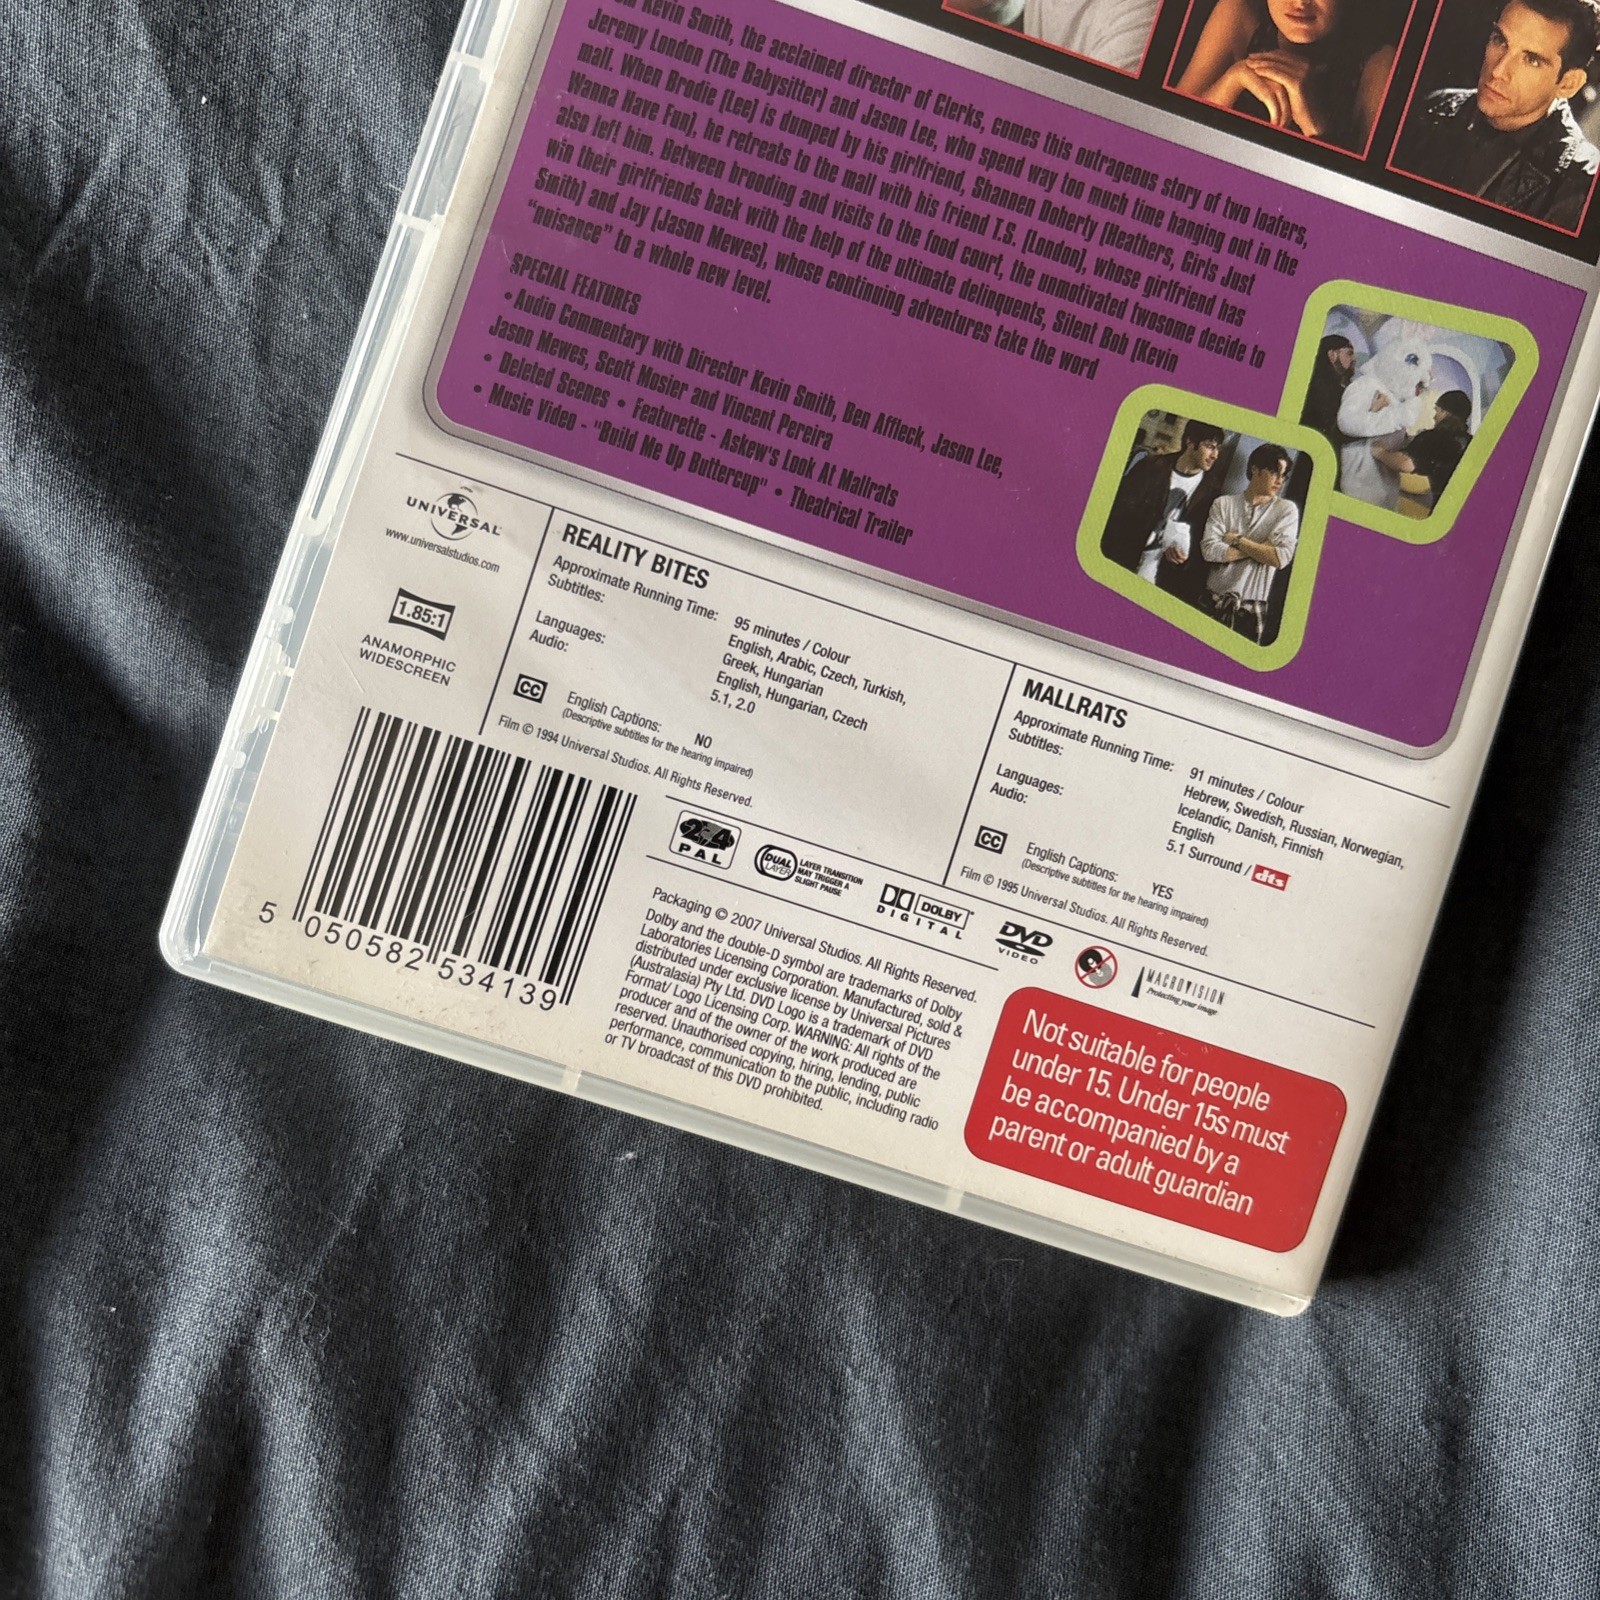 Kevin Smith, the acclaimed director of Clerks, comes this outrageous story of two loafers,
Jeremy London (The Babysitter) and Jason Lee, who spend way too much time hanging out in the
mall. When Brodie (Lee) is dumped by his girlfriend, Shannen Doherty (Heathers, Girls Just
Wanna Have Fun), he retreats to the mall with his friend T.S. (London), whose girlfriend has
also left him. Between brooding and visits to the food court, the unmotivated twosome decide to
win their girlfriends back with the help of the ultimate delinquents, Silent Bob (Kevin
Smith) and Jay (Jason Mewes), whose continuing adventures take the word
"nuisance" to a whole new level.
SPECIAL FEATURES
• Audio Commentary with Director Kevin Smith, Ben Affleck, Jason Lee,
Jason Mewes, Scott Mosier and Vincent Pereira
• Deleted Scenes • Featurette - Askew's Look At Mallrats
• Music Video - "Build Me Up Buttercup" • Theatrical Trailer
UNIVERSAL
www.universalstudios.com
1.85:1
ANAMORPHIC
WIDESCREEN
REALITY BITES
Approximate Running Time: 95 minutes / Colour
Subtitles: English, Arabic, Czech, Turkish,
Greek, Hungarian
Languages: English, Hungarian, Czech
Audio: 5.1, 2.0
CC English Captions: NO
(Descriptive subtitles for the hearing impaired)
Film © 1994 Universal Studios. All Rights Reserved.
MALLRATS
Approximate Running Time: 91 minutes / Colour
Subtitles: Hebrew, Swedish, Russian, Norwegian,
Icelandic, Danish, Finnish
Languages: English
Audio: 5.1 Surround / dts
CC English Captions: YES
(Descriptive subtitles for the hearing impaired)
Film © 1995 Universal Studios. All Rights Reserved.
2 4
PAL
DUAL LAYER
LAYER TRANSITION
MAY TRIGGER A
SLIGHT PAUSE
DOLBY
DIGITAL
DVD
VIDEO
MACROVISION
Protecting your image
5 050582 534139
Packaging © 2007 Universal Studios. All Rights Reserved.
Dolby and the double-D symbol are trademarks of Dolby
Laboratories Licensing Corporation. Manufactured, sold &
distributed under exclusive license by Universal Pictures
(Australasia) Pty Ltd. DVD Logo is a trademark of DVD
Format/ Logo Licensing Corp. WARNING: All rights of the
producer and of the owner of the work produced are
reserved. Unauthorised copying, hiring, lending, public
performance, communication to the public, including radio
or TV broadcast of this DVD prohibited.
Not suitable for people
under 15. Under 15s must
be accompanied by a
parent or adult guardian